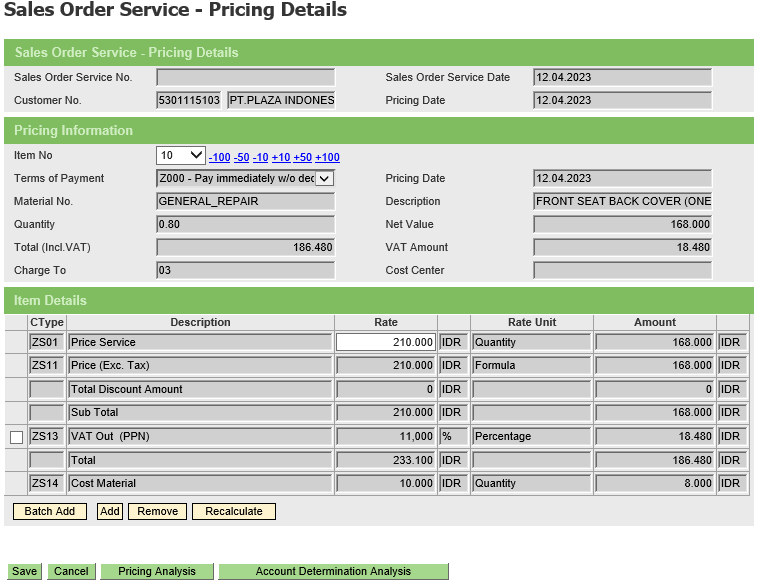 Sales Order Service - Pricing Details
Sales Order Service - Pricing Details
Sales Order Service No. Sales Order Service Date 12.04.2023
Customer No. 5301115103 PT.PLAZA INDONES Pricing Date 12.04.2023
Pricing Information
Item No 10 -100 -50 -10 +10 +50 +100
Terms of Payment Z000 - Pay immediately w/o dec Pricing Date 12.04.2023
Material No. GENERAL_REPAIR Description FRONT SEAT BACK COVER (ONE
Quantity 0.80 Net Value 168.000
Total (Incl.VAT) 186.480 VAT Amount 18.480
Charge To 03 Cost Center
Item Details
CType Description Rate Rate Unit Amount
ZS01 Price Service 210.000 IDR Quantity 168.000 IDR
ZS11 Price (Exc. Tax) 210.000 IDR Formula 168.000 IDR
Total Discount Amount 0 IDR 0 IDR
Sub Total 210.000 IDR 168.000 IDR
ZS13 VAT Out (PPN) 11,000 % Percentage 18.480 IDR
Total 233.100 IDR 186.480 IDR
ZS14 Cost Material 10.000 IDR Quantity 8.000 IDR
Batch Add Add Remove Recalculate
Save Cancel Pricing Analysis Account Determination Analysis